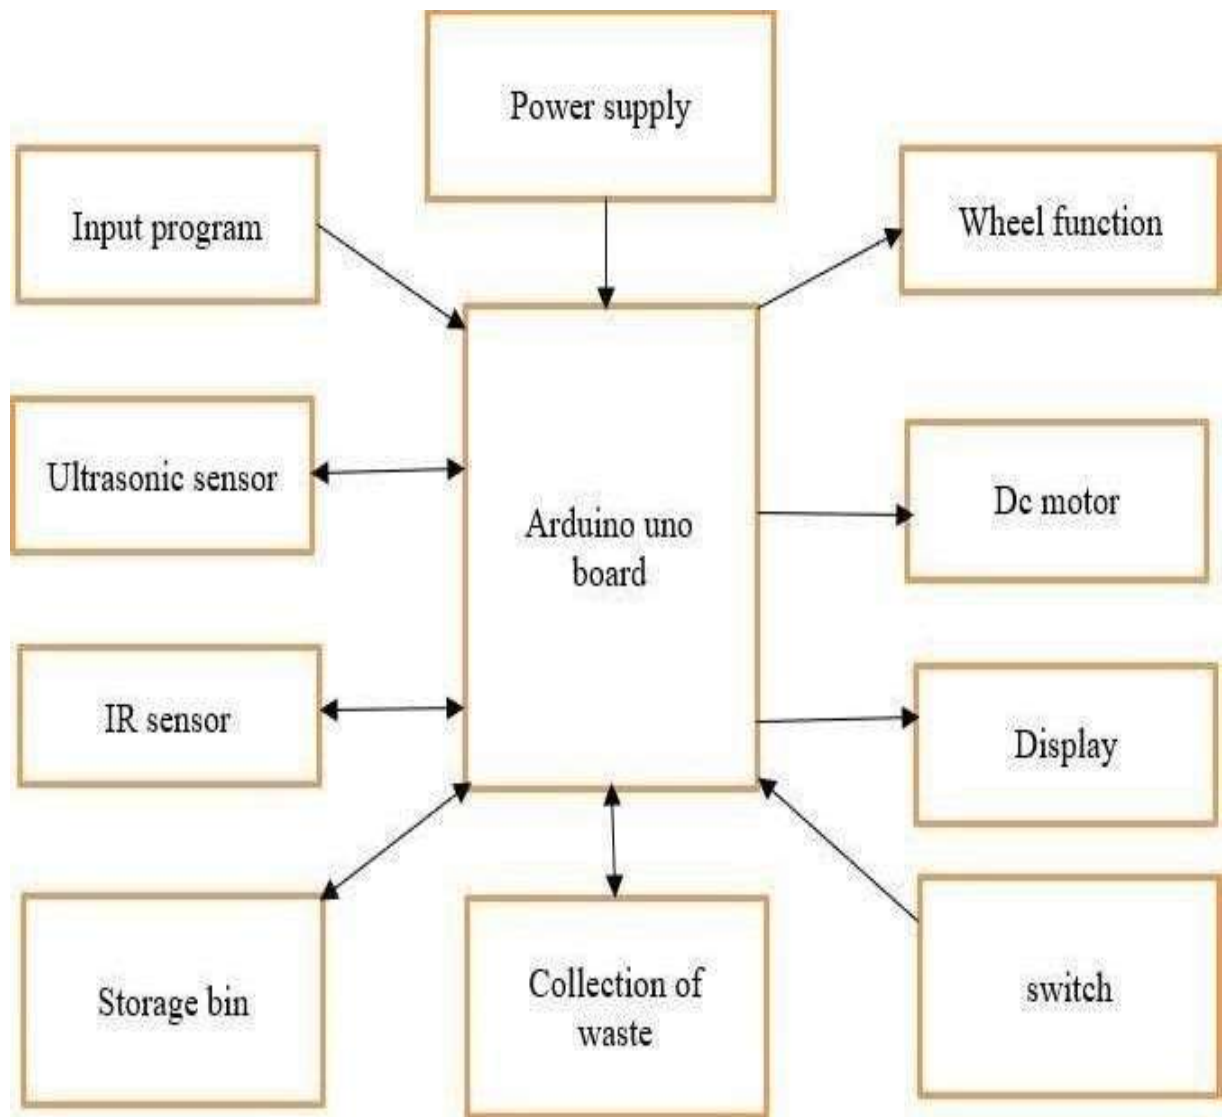 Power supply
Input program
Wheel function
Ultrasonic sensor
Arduino uno
board
Dc motor
IR sensor
Display
Storage bin
Collection of
waste
switch